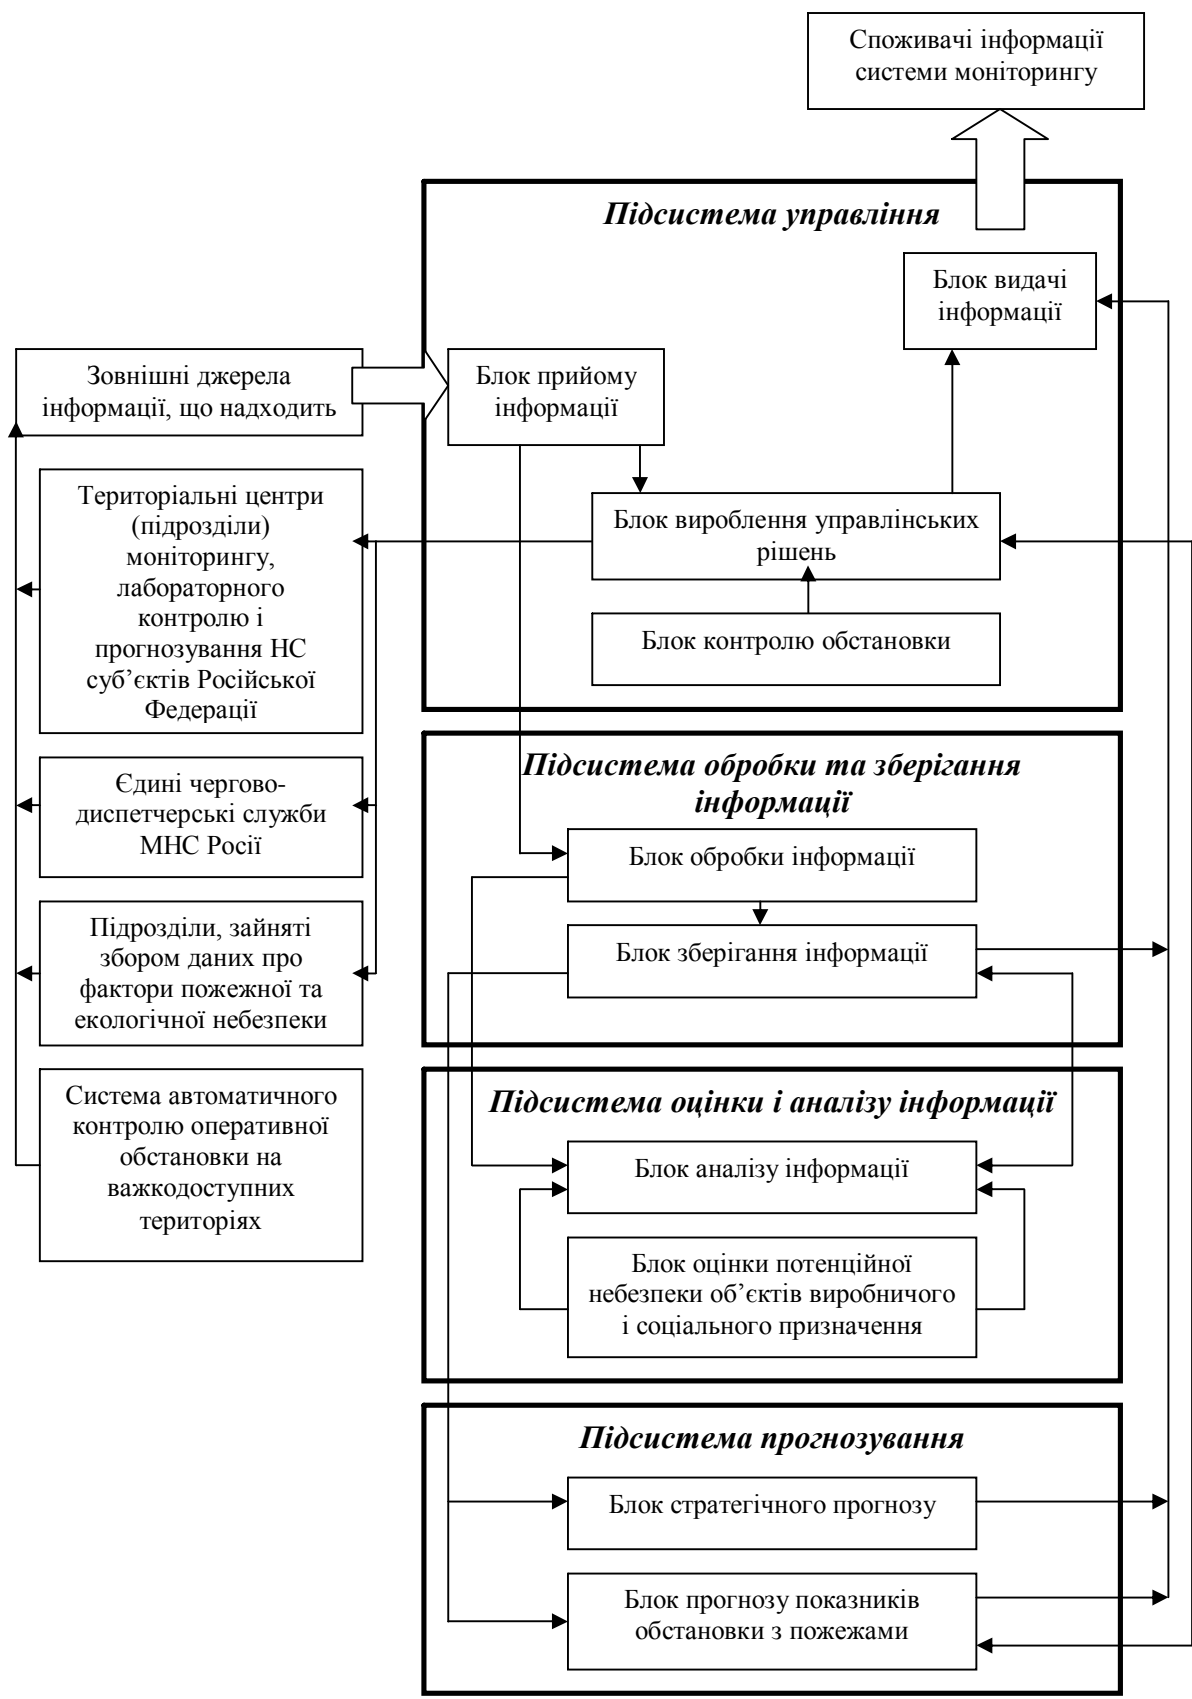 Споживачі інформації
системи моніторингу
Підсистема управління
Блок видачі
інформації
Зовнішні джерела
інформації, що надходить
Блок прийому
інформації
Територіальні центри
(підрозділи)
моніторингу,
лабораторного
контролю і
прогнозування НС
суб’єктів Російської
Федерації
Блок вироблення управлінських
рішень
Блок контролю обстановки
Єдині чергово-
диспетчерські служби
МНС Росії
Підсистема обробки та зберігання
інформації
Блок обробки інформації
Підрозділи, зайняті
збором даних про
фактори пожежної та
екологічної небезпеки
Блок зберігання інформації
Система автоматичного
контролю оперативної
обстановки на
важкодоступних
територіях
Підсистема оцінки і аналізу інформації
Блок аналізу інформації
Блок оцінки потенційної
небезпеки об’єктів виробничого
і соціального призначення
Підсистема прогнозування
Блок стратегічного прогнозу
Блок прогнозу показників
обстановки з пожежами